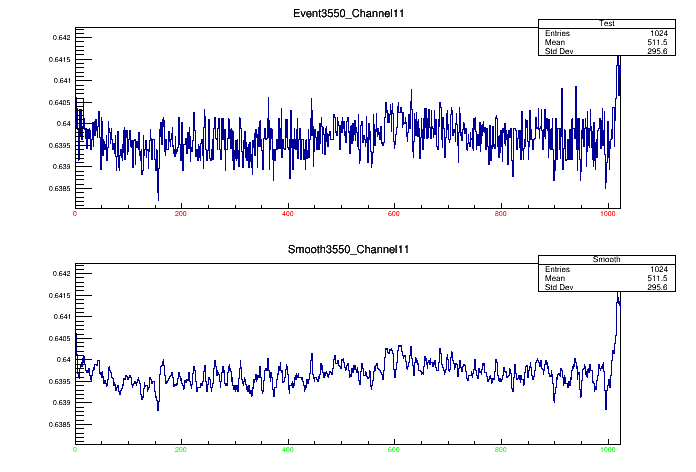 Event3550_Channel11
Test
Entries 1024
Mean 511.5
Std Dev 295.6
0.642
0.6415
0.641
0.6405
0.64
0.6395
0.639
0.6385
0 200 400 600 800 1000
Smooth3550_Channel11
Smooth
Entries 1024
Mean 511.5
Std Dev 295.6
0.642
0.6415
0.641
0.6405
0.64
0.6395
0.639
0.6385
0 200 400 600 800 1000